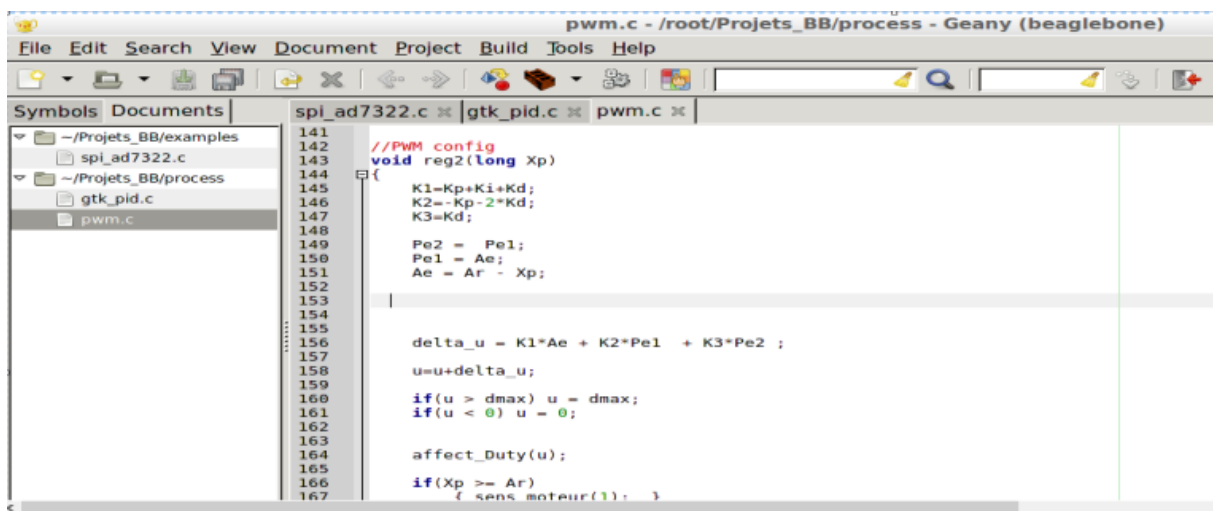 pwm.c - /root/Projets_BB/process - Geany (beaglebone)
File Edit Search View Document Project Build Tools Help
Symbols Documents spi_ad7322.c gtk_pid.c pwm.c
~/Projets_BB/examples
spi_ad7322.c
~/Projets_BB/process
gtk_pid.c
pwm.c
141
142 //PWM config
143 void reg2(long Xp)
144 {
145 K1=Kp+Ki+Kd;
146 K2=-Kp-2*Kd;
147 K3=Kd;
148
149 Pe2 = Pe1;
150 Pe1 = Ae;
151 Ae = Ar - Xp;
152
153
154
155
156 delta_u = K1*Ae + K2*Pe1 + K3*Pe2 ;
157
158 u=u+delta_u;
159
160 if(u > dmax) u = dmax;
161 if(u < 0) u = 0;
162
163
164 affect_Duty(u);
165
166 if(Xp >= Ar)
167 { sens_moteur(1); }